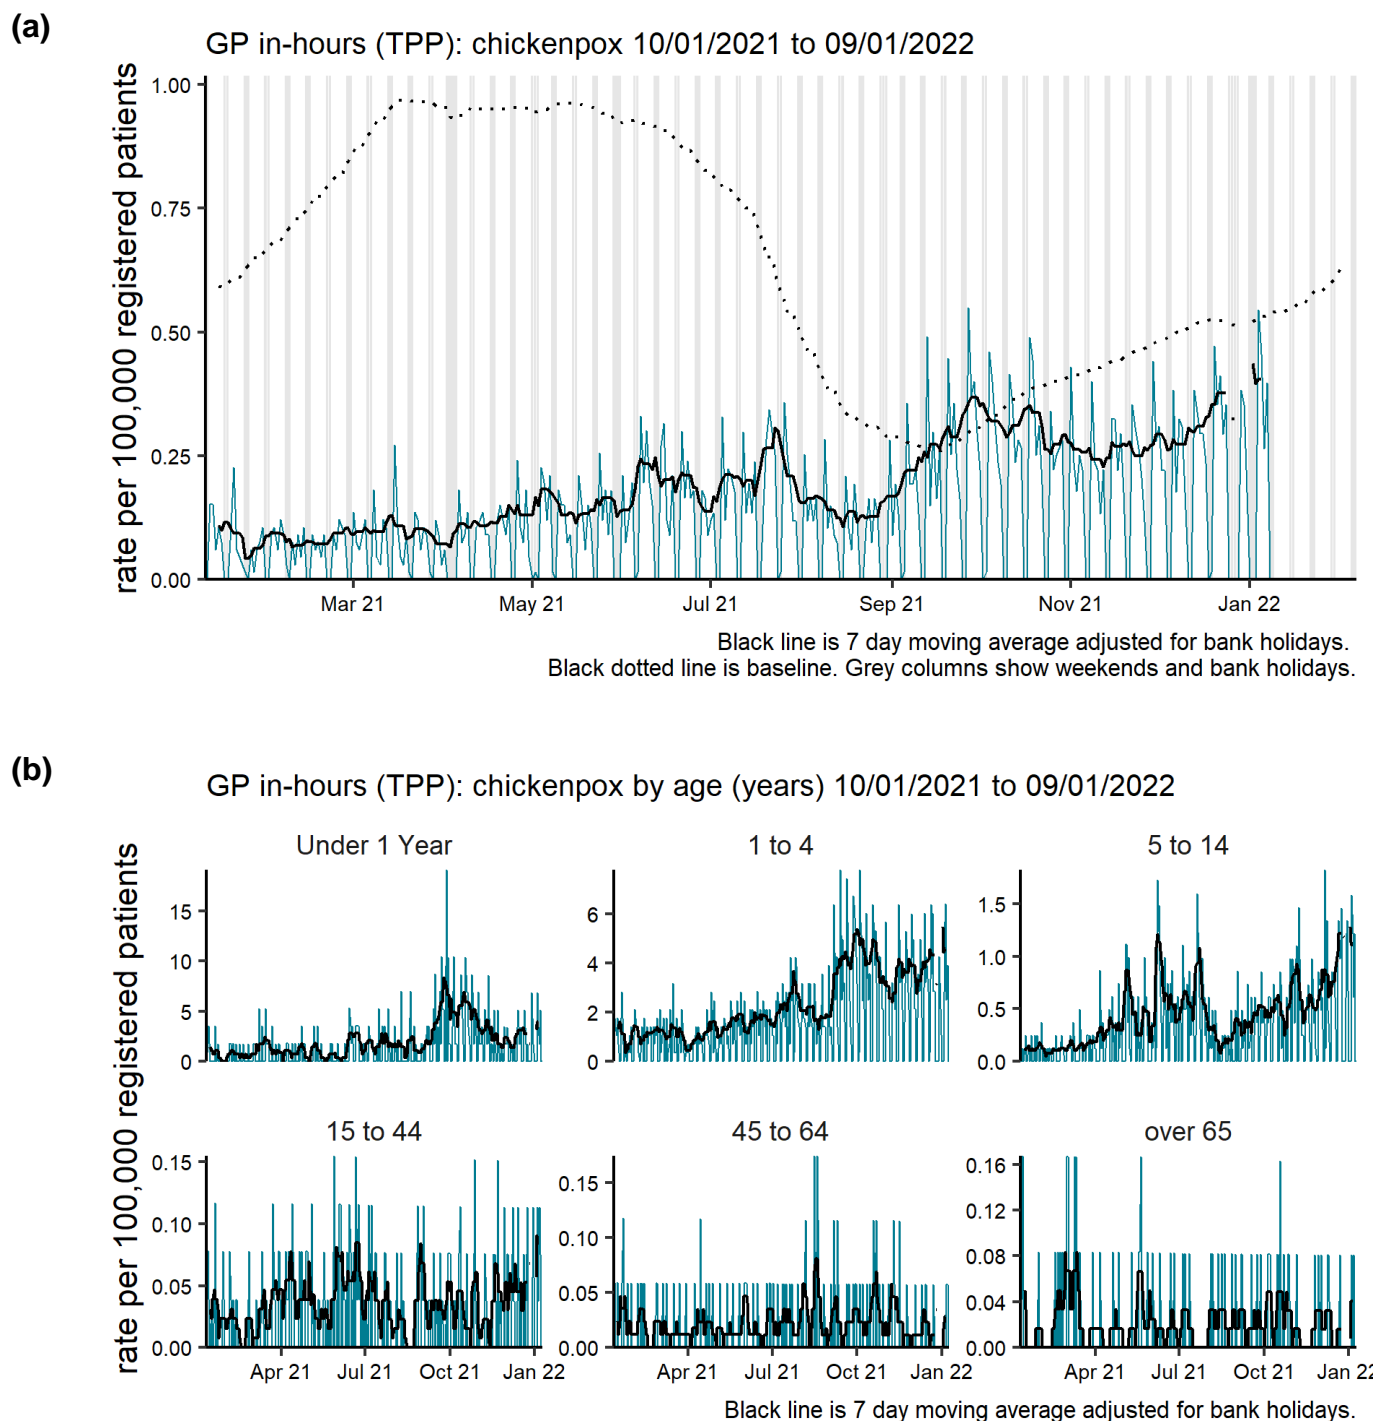 (a)
GP in-hours (TPP): chickenpox 10/01/2021 to 09/01/2022
rate per 100,000 registered patients
1.00
0.75
0.50
0.25
0.00
Mar 21 May 21 Jul 21 Sep 21 Nov 21 Jan 22
Black line is 7 day moving average adjusted for bank holidays.
Black dotted line is baseline. Grey columns show weekends and bank holidays.
(b)
GP in-hours (TPP): chickenpox by age (years) 10/01/2021 to 09/01/2022
rate per 100,000 registered patients
Under 1 Year
15
10
5
0
1 to 4
6
4
2
0
5 to 14
1.5
1.0
0.5
0.0
15 to 44
0.15
0.10
0.05
0.00
Apr 21 Jul 21 Oct 21 Jan 22
45 to 64
0.15
0.10
0.05
0.00
Apr 21 Jul 21 Oct 21 Jan 22
over 65
0.16
0.12
0.08
0.04
0.00
Apr 21 Jul 21 Oct 21 Jan 22
Black line is 7 day moving average adjusted for bank holidays.